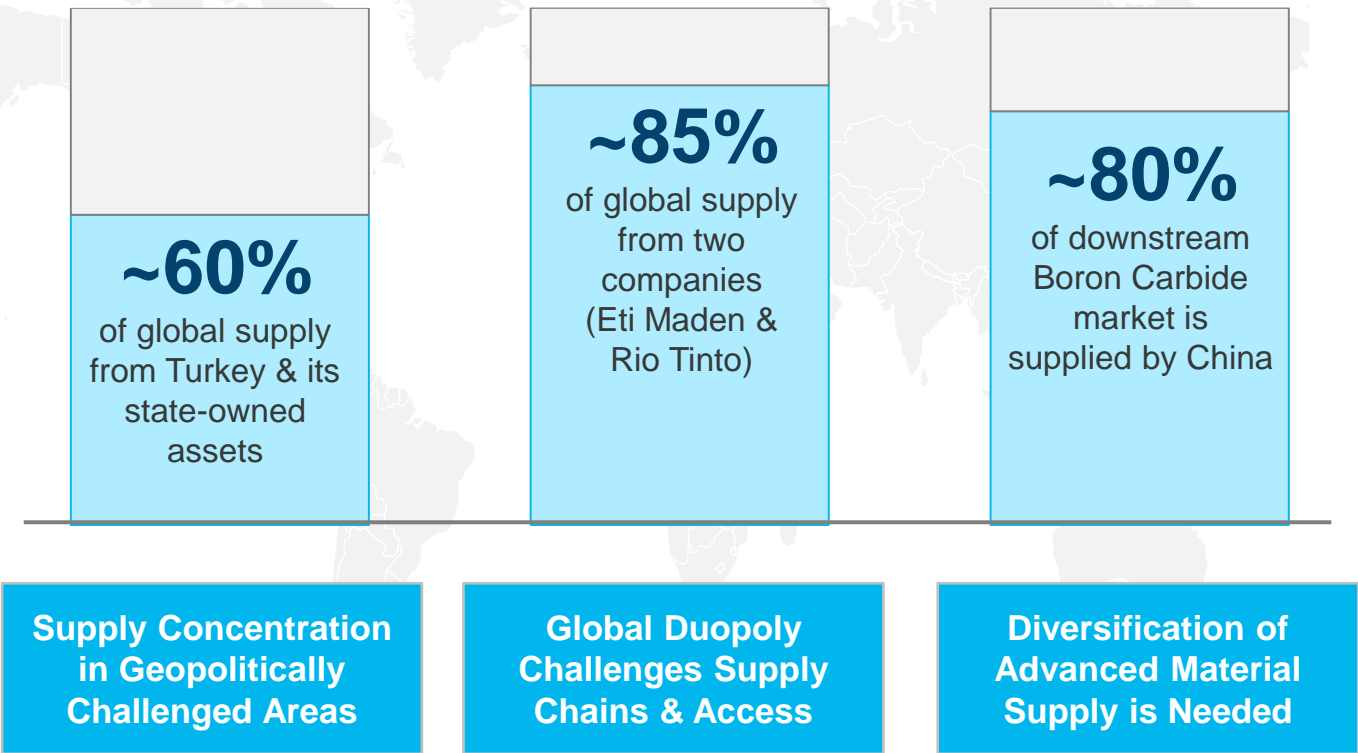 ~60%
of global supply
from Turkey & its
state-owned
assets
~85%
of global supply
from two
companies
(Eti Maden &
Rio Tinto)
~80%
of downstream
Boron Carbide
market is
supplied by China
Supply Concentration
in Geopolitically
Challenged Areas
Global Duopoly
Challenges Supply
Chains & Access
Diversification of
Advanced Material
Supply is Needed